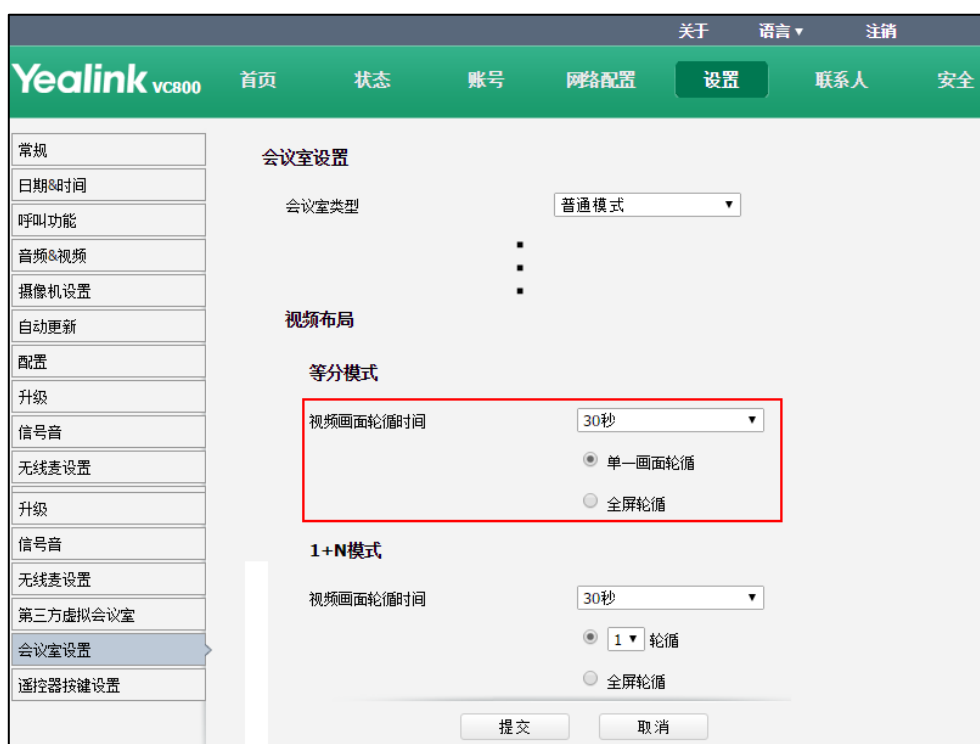 关于 语言▼ 注销
Yealink VC800 首页 状态 账号 网络配置 设置 联系人 安全
常规
日期&时间
呼叫功能
音频&视频
摄像机设置
自动更新
配置
升级
信号音
无线麦设置
升级
信号音
无线麦设置
第三方虚拟会议室
会议室设置
遥控器按键设置
会议室设置
会议室类型 普通模式 ▼
视频布局
等分模式
视频画面轮循时间 30秒 ▼
单一画面轮循
全屏轮循
1+N模式
视频画面轮循时间 30秒 ▼
1 ▼ 轮循
全屏轮循
提交 取消